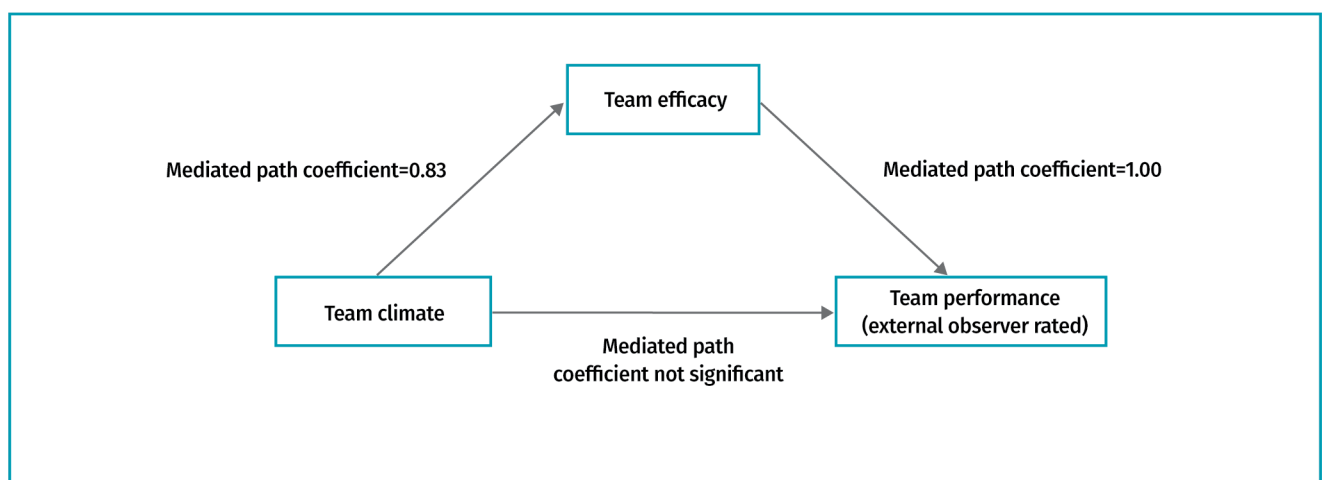 Team efficacy
Mediated path coefficient=0.83
Mediated path coefficient=1.00
Team climate
Team performance
(external observer rated)
Mediated path
coefficient not significant